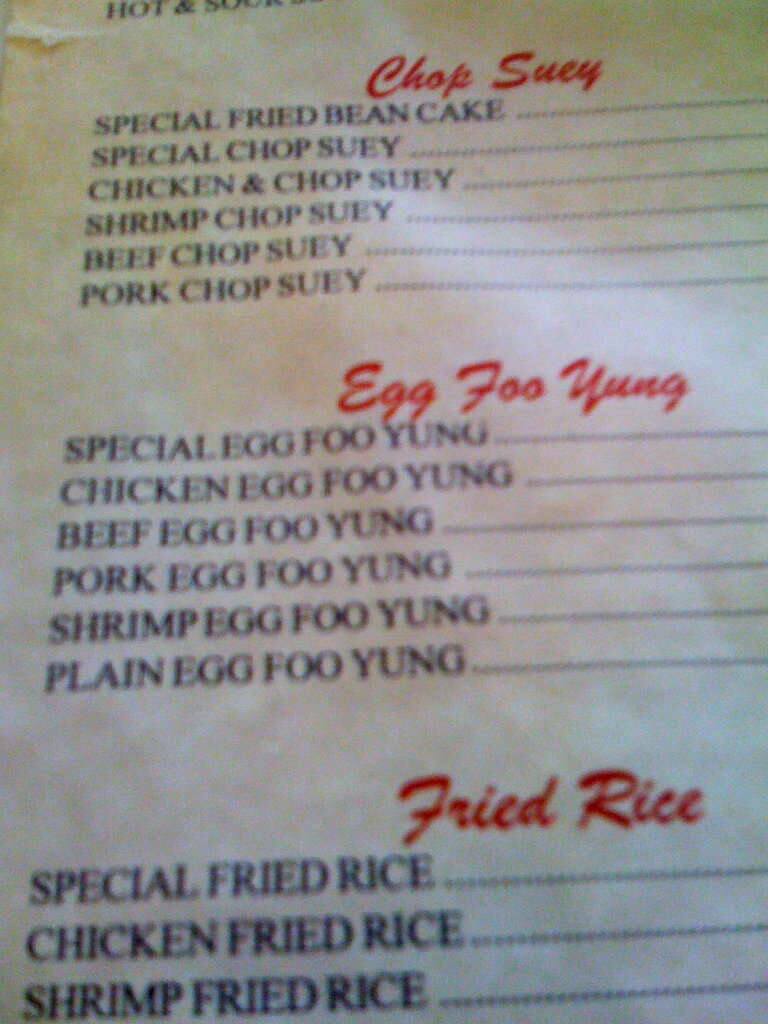 HOT & SOUR
Chop Suey
SPECIAL FRIED BEAN CAKE
SPECIAL CHOP SUEY
CHICKEN & CHOP SUEY
SHRIMP CHOP SUEY
BEEF CHOP SUEY
PORK CHOP SUEY
Egg Foo Yung
SPECIAL EGG FOO YUNG
CHICKEN EGG FOO YUNG
BEEF EGG FOO YUNG
PORK EGG FOO YUNG
SHRIMP EGG FOO YUNG
PLAIN EGG FOO YUNG
Fried Rice
SPECIAL FRIED RICE
CHICKEN FRIED RICE
SHRIMP FRIED RICE